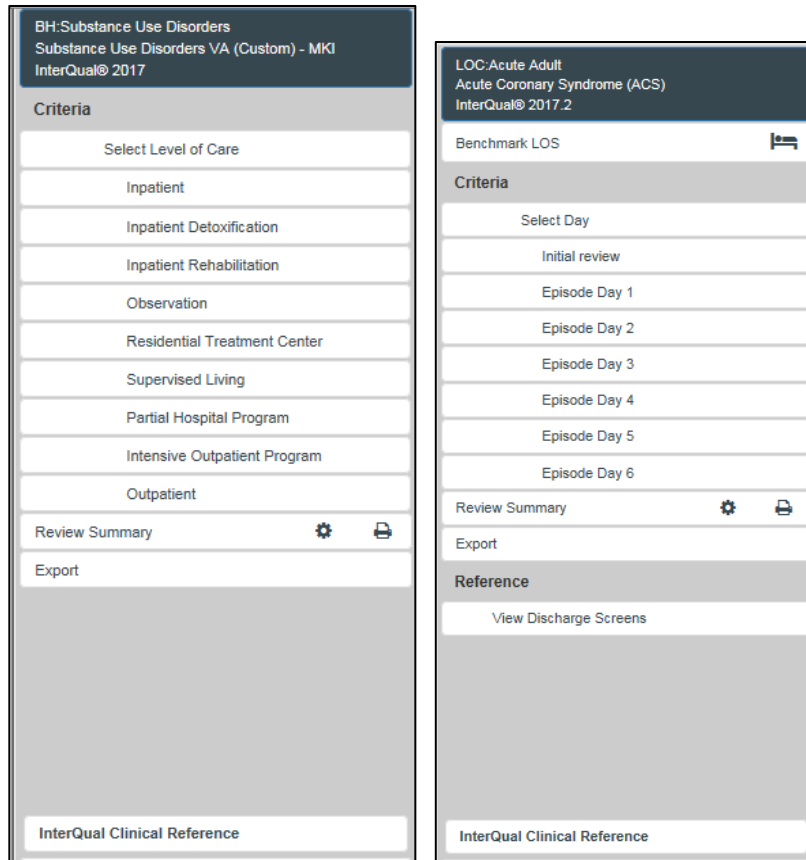 BH:Substance Use Disorders
Substance Use Disorders VA (Custom) - MKI
InterQual® 2017
Criteria
Select Level of Care
Inpatient
Inpatient Detoxification
Inpatient Rehabilitation
Observation
Residential Treatment Center
Supervised Living
Partial Hospital Program
Intensive Outpatient Program
Outpatient
Review Summary
Export
InterQual Clinical Reference
LOC:Acute Adult
Acute Coronary Syndrome (ACS)
InterQual® 2017.2
Benchmark LOS
Criteria
Select Day
Initial review
Episode Day 1
Episode Day 2
Episode Day 3
Episode Day 4
Episode Day 5
Episode Day 6
Review Summary
Export
Reference
View Discharge Screens
InterQual Clinical Reference